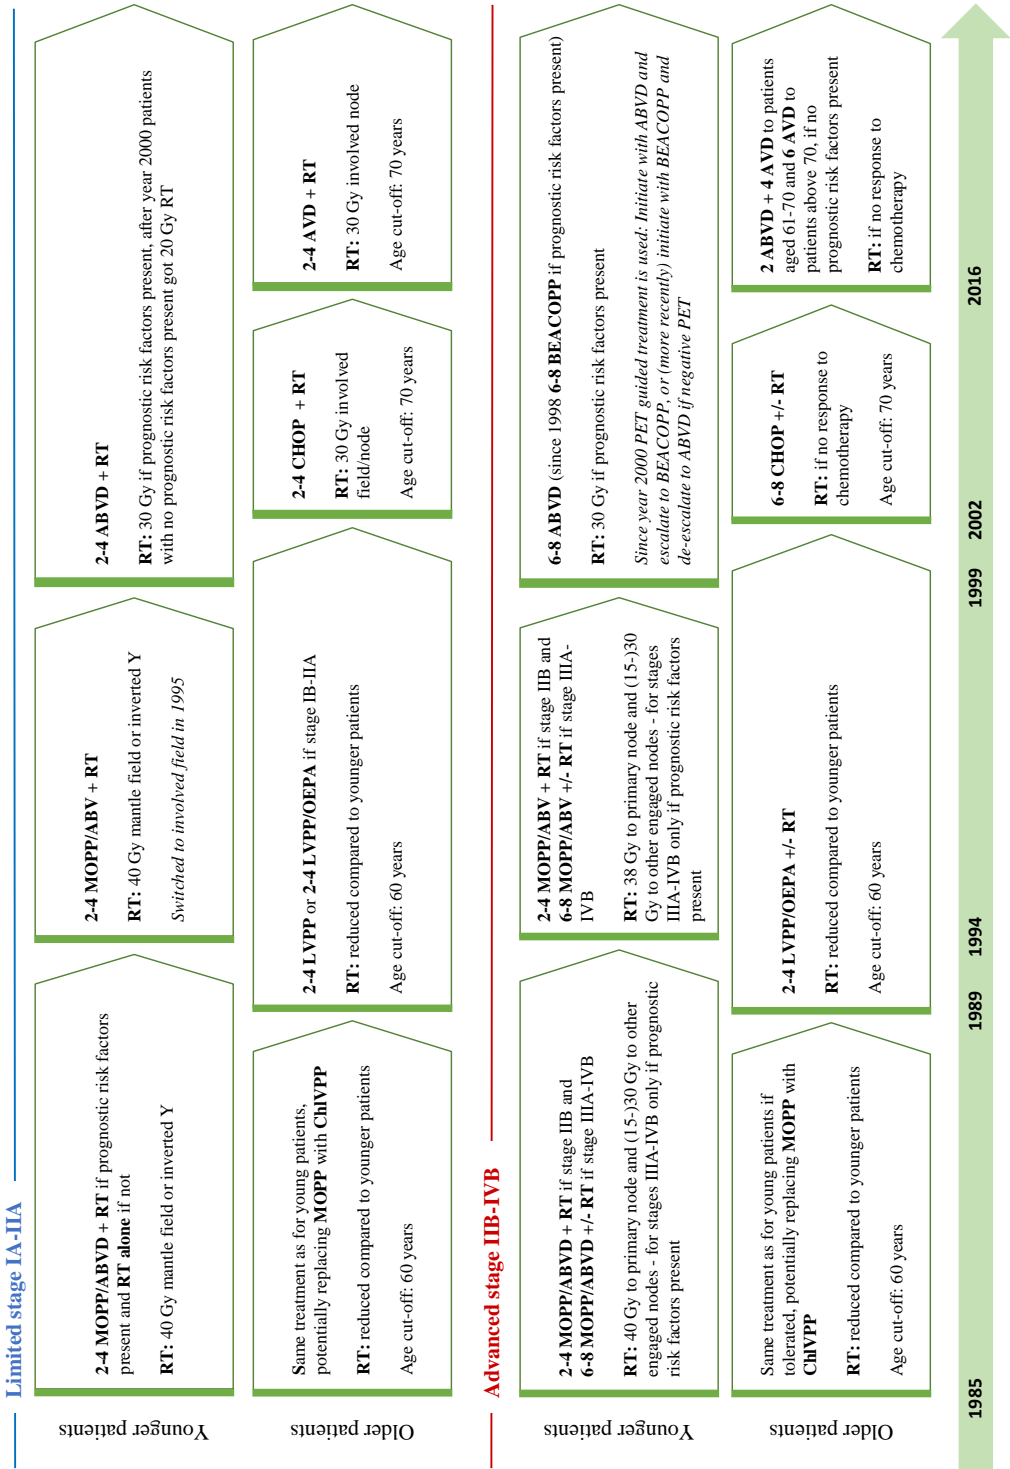 Limited stage IA-IIA
Younger patients
2-4 MOPP/ABVD + RT if prognostic risk factors
present and RT alone if not
RT: 40 Gy mantle field or inverted Y
2-4 MOPP/ABV + RT
RT: 40 Gy mantle field or inverted Y
Switched to involved field in 1995
2-4 ABVD + RT
RT: 30 Gy if prognostic risk factors present, after year 2000 patients
with no prognostic risk factors present got 20 Gy RT
Older patients
Same treatment as for young patients,
potentially replacing MOPP with ChlVPP
RT: reduced compared to younger patients
Age cut-off: 60 years
2-4 LVPP or 2-4 LVPP/OEPA if stage IB-IIA
RT: reduced compared to younger patients
Age cut-off: 60 years
2-4 CHOP + RT
RT: 30 Gy involved
field/node
Age cut-off: 70 years
2-4 AVD + RT
RT: 30 Gy involved node
Age cut-off: 70 years
Advanced stage IIB-IVB
Younger patients
2-4 MOPP/ABVD + RT if stage IIB and
6-8 MOPP/ABVD +/- RT if stage IIIA-IVB
RT: 40 Gy to primary node and (15-)30 Gy to other
engaged nodes - for stages IIIA-IVB only if prognostic
risk factors present
2-4 MOPP/ABV + RT if stage IIB and
6-8 MOPP/ABV +/- RT if stage IIIA-
IVB
RT: 38 Gy to primary node and (15-)30
Gy to other engaged nodes - for stages
IIIA-IVB only if prognostic risk factors
present
6-8 ABVD (since 1998 6-8 BEACOPP if prognostic risk factors present)
RT: 30 Gy if prognostic risk factors present
Since year 2000 PET guided treatment is used: Initiate with ABVD and
escalate to BEACOPP, or (more recently) initiate with BEACOPP and
de-escalate to ABVD if negative PET
Older patients
Same treatment as for young patients if
tolerated, potentially replacing MOPP with
ChlVPP
RT: reduced compared to younger patients
Age cut-off: 60 years
2-4 LVPP/OEPA +/- RT
RT: reduced compared to younger patients
Age cut-off: 60 years
6-8 CHOP +/- RT
RT: if no response to
chemotherapy
Age cut-off: 70 years
2 ABVD + 4 AVD to patients
aged 61-70 and 6 AVD to
patients above 70, if no
prognostic risk factors present
RT: if no response to
chemotherapy
1985
1989
1994
1999
2002
2016